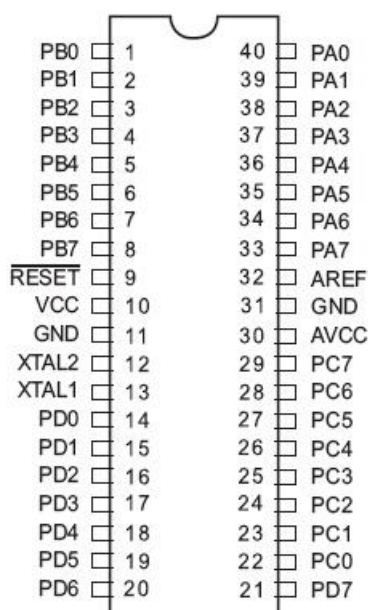 PB0 1 40 PA0
PB1 2 39 PA1
PB2 3 38 PA2
PB3 4 37 PA3
PB4 5 36 PA4
PB5 6 35 PA5
PB6 7 34 PA6
PB7 8 33 PA7
RESET 9 32 AREF
VCC 10 31 GND
GND 11 30 AVCC
XTAL2 12 29 PC7
XTAL1 13 28 PC6
PD0 14 27 PC5
PD1 15 26 PC4
PD2 16 25 PC3
PD3 17 24 PC2
PD4 18 23 PC1
PD5 19 22 PC0
PD6 20 21 PD7